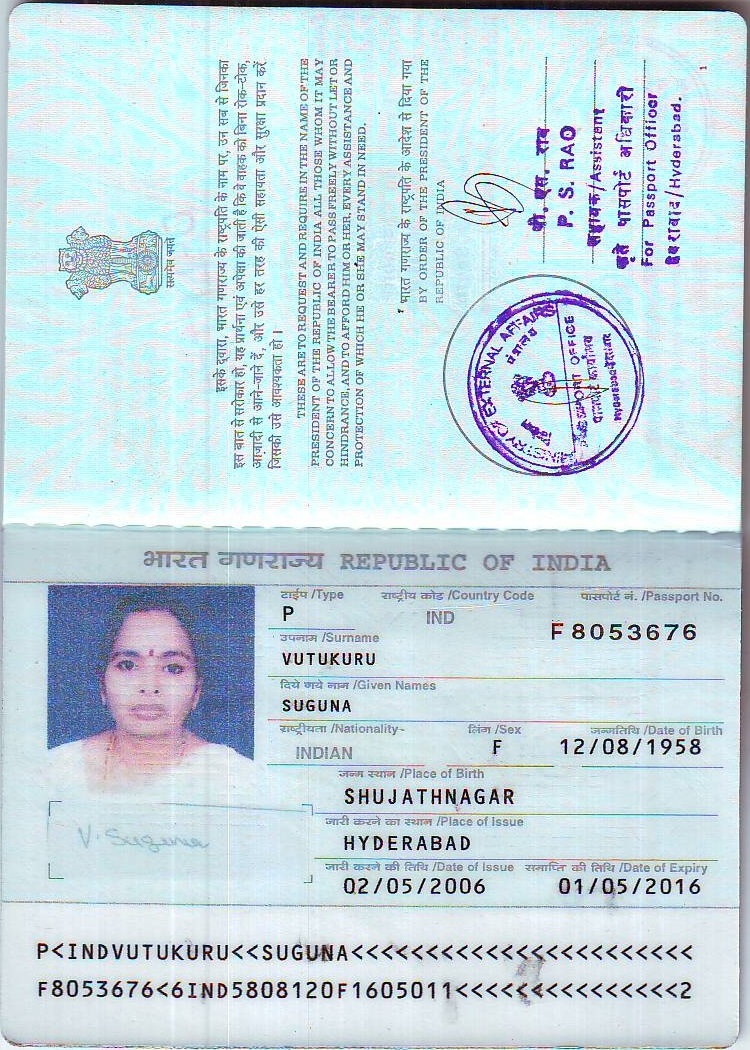 सत्यमेव जयते
इसके द्वारा, भारत गणराज्य के राष्ट्रपति के नाम पर, उन सब से जिनका
इस बात से सरोकार हो, यह प्रार्थना एवं अपेक्षा की जाती है कि वे वाहक को बिना रोक-टोक,
आज़ादी से आने-जाने दें, और उसे हर तरह की ऐसी सहायता और सुरक्षा प्रदान करें
जिसकी उसे आवश्यकता हो।
THESE ARE TO REQUEST AND REQUIRE IN THE NAME OF THE
PRESIDENT OF THE REPUBLIC OF INDIA ALL THOSE WHOM IT MAY
CONCERN TO ALLOW THE BEARER TO PASS FREELY WITHOUT LET OR
HINDRANCE, AND TO AFFORD HIM OR HER, EVERY ASSISTANCE AND
PROTECTION OF WHICH HE OR SHE MAY STAND IN NEED.
भारत गणराज्य के राष्ट्रपति के आदेश से दिया गया
BY ORDER OF THE PRESIDENT OF THE
REPUBLIC OF INDIA
पी. एस. राव
P. S. RAO
सहायक/Assistant
कृते पासपोर्ट अधिकारी
For Passport Officer
हैदराबाद/Hyderabad.
1
MINISTRY OF EXTERNAL AFFAIRS
मंत्रालय
PASSPORT OFFICE
पासपोर्ट कार्यालय
भारत गणराज्य REPUBLIC OF INDIA
टाईप /Type राष्ट्रीय कोड /Country Code पासपोर्ट नं. /Passport No.
P IND F8053676
उपनाम /Surname
VUTUKURU
दिये गये नाम /Given Names
SUGUNA
राष्ट्रीयता /Nationality लिंग /Sex जन्मतिथि /Date of Birth
INDIAN F 12/08/1958
जन्म स्थान /Place of Birth
SHUJATHNAGAR
जारी करने का स्थान /Place of Issue
HYDERABAD
जारी करने की तिथि /Date of Issue समाप्ति की तिथि /Date of Expiry
02/05/2006 01/05/2016
V. Suguna
P<INDVUTUKURU<<SUGUNA<<<<<<<<<<<<<<<<<<<<<<<
F8053676<6IND5808120F1605011<<<<<<<<<<<<<<<2